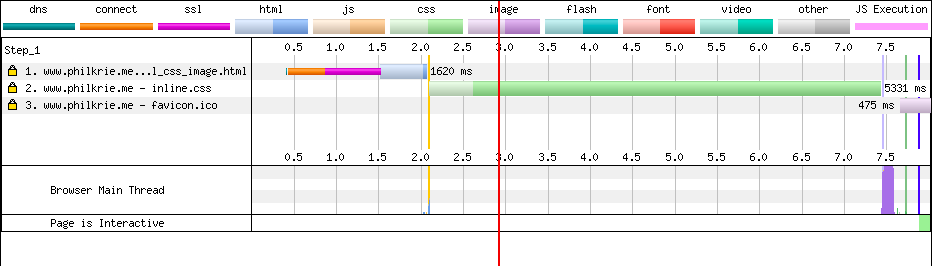 dns connect ssl html js css image flash font video other JS Execution
Step_1
0.5 1.0 1.5 2.0 2.5 3.0 3.5 4.0 4.5 5.0 5.5 6.0 6.5 7.0 7.5
1. www.philkrie.me...l_css_image.html 1620 ms
2. www.philkrie.me - inline.css 5331 ms
3. www.philkrie.me - favicon.ico 475 ms
0.5 1.0 1.5 2.0 2.5 3.0 3.5 4.0 4.5 5.0 5.5 6.0 6.5 7.0 7.5
Browser Main Thread
Page is Interactive